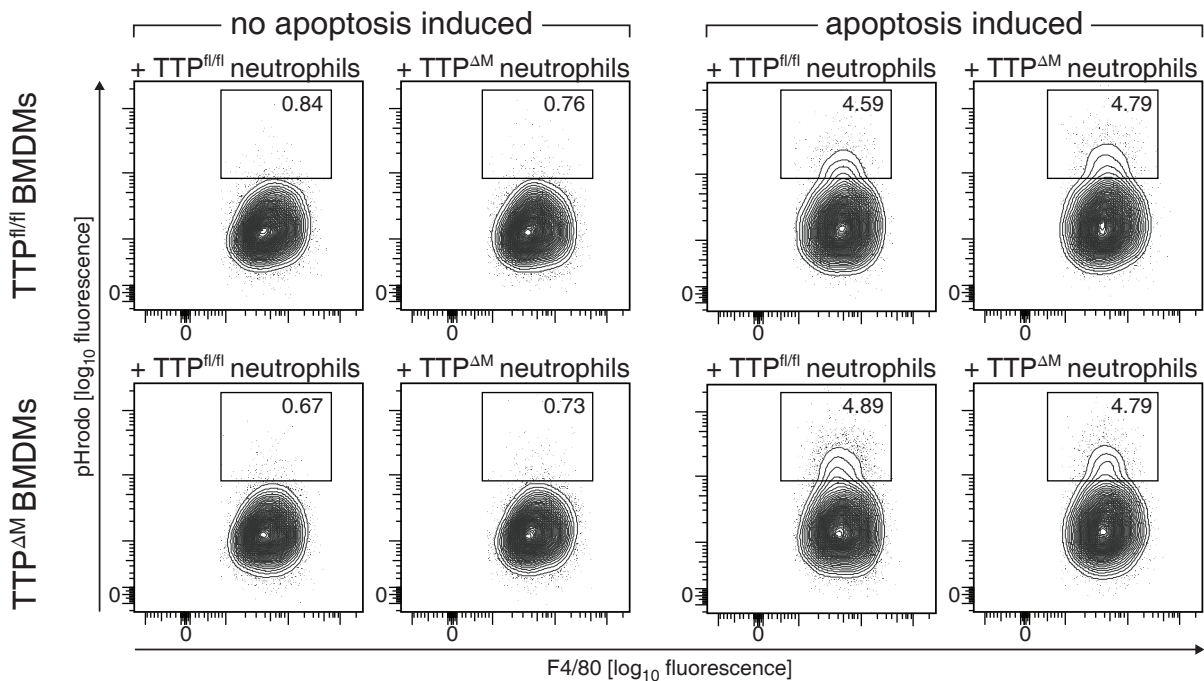 no apoptosis induced
apoptosis induced
+ TTP^fl/fl neutrophils
+ TTP^ΔM neutrophils
+ TTP^fl/fl neutrophils
+ TTP^ΔM neutrophils
TTP^fl/fl BMDMs
0.84
0.76
4.59
4.79
0
0
0
0
0
0
0
0
+ TTP^fl/fl neutrophils
+ TTP^ΔM neutrophils
+ TTP^fl/fl neutrophils
+ TTP^ΔM neutrophils
TTP^ΔM BMDMs
0.67
0.73
4.89
4.79
0
0
0
0
0
0
pHrodo [log₁₀ fluorescence]
F4/80 [log₁₀ fluorescence]